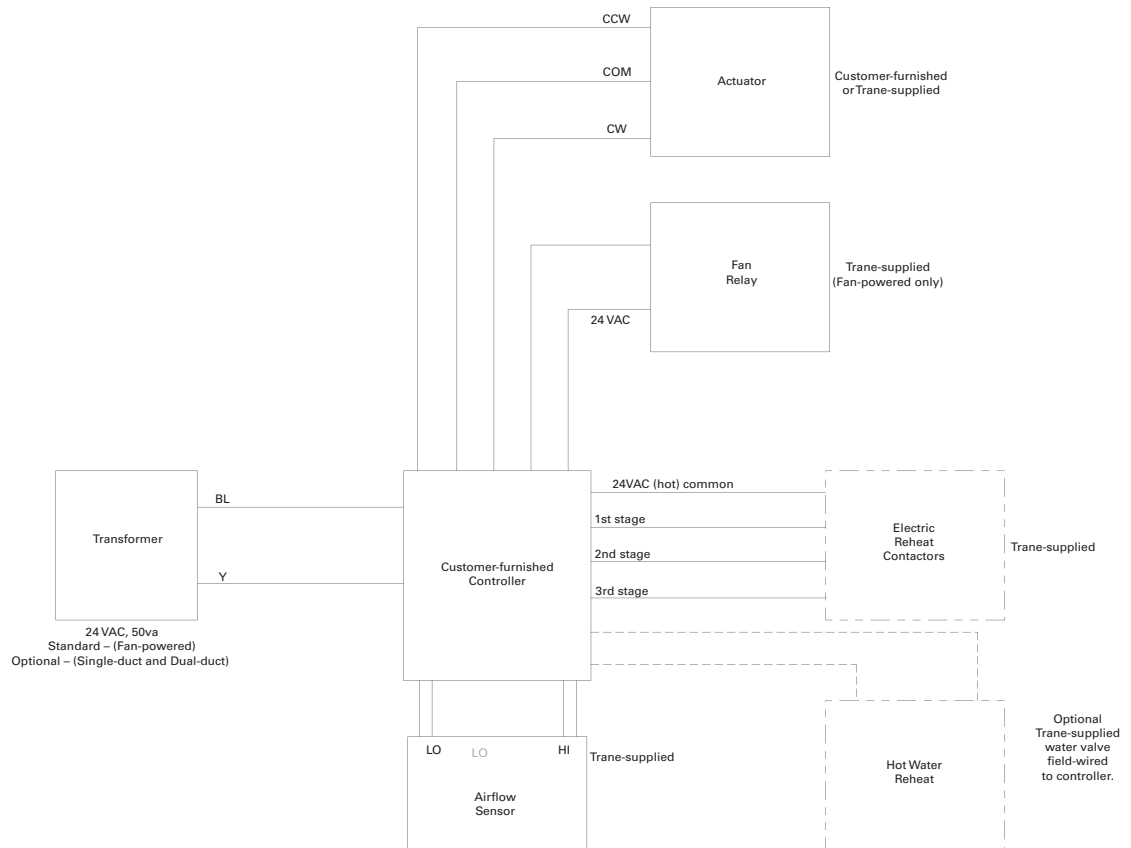 CCW
COM
CW
Actuator
Customer-furnished
or Trane-supplied
Fan
Relay
Trane-supplied
(Fan-powered only)
24 VAC
Transformer
BL
Y
24 VAC, 50va
Standard – (Fan-powered)
Optional – (Single-duct and Dual-duct)
Customer-furnished
Controller
24VAC (hot) common
1st stage
2nd stage
3rd stage
Electric
Reheat
Contactors
Trane-supplied
LO
LO
HI
Trane-supplied
Airflow
Sensor
Hot Water
Reheat
Optional
Trane-supplied
water valve
field-wired
to controller.